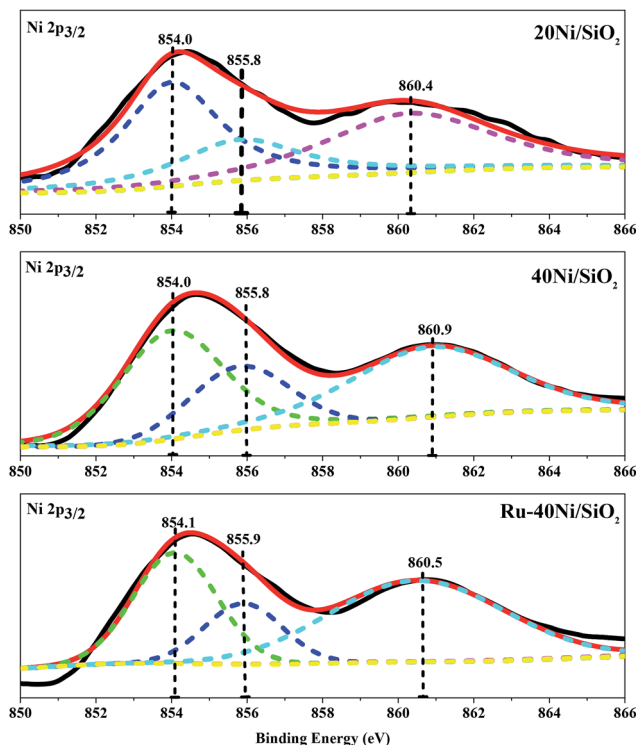 Ni 2p3/2
854.0
855.8
860.4
20Ni/SiO2
850 852 854 856 858 860 862 864 866
Ni 2p3/2
854.0
855.8
860.9
40Ni/SiO2
850 852 854 856 858 860 862 864 866
Ni 2p3/2
854.1
855.9
860.5
Ru-40Ni/SiO2
850 852 854 856 858 860 862 864 866
Binding Energy (eV)